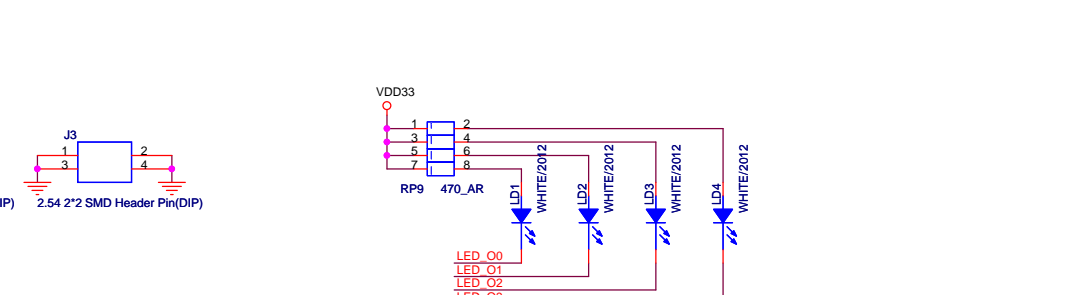 VDD33
1 2
3 4
5 6
7 8
RP9 470_AR
J3
1 2
3 4
2.54 2*2 SMD Header Pin(DIP)
IP)
LD1
WHITE/2012
LD2
WHITE/2012
LD3
WHITE/2012
LD4
WHITE/2012
LED_O0
LED_O1
LED_O2